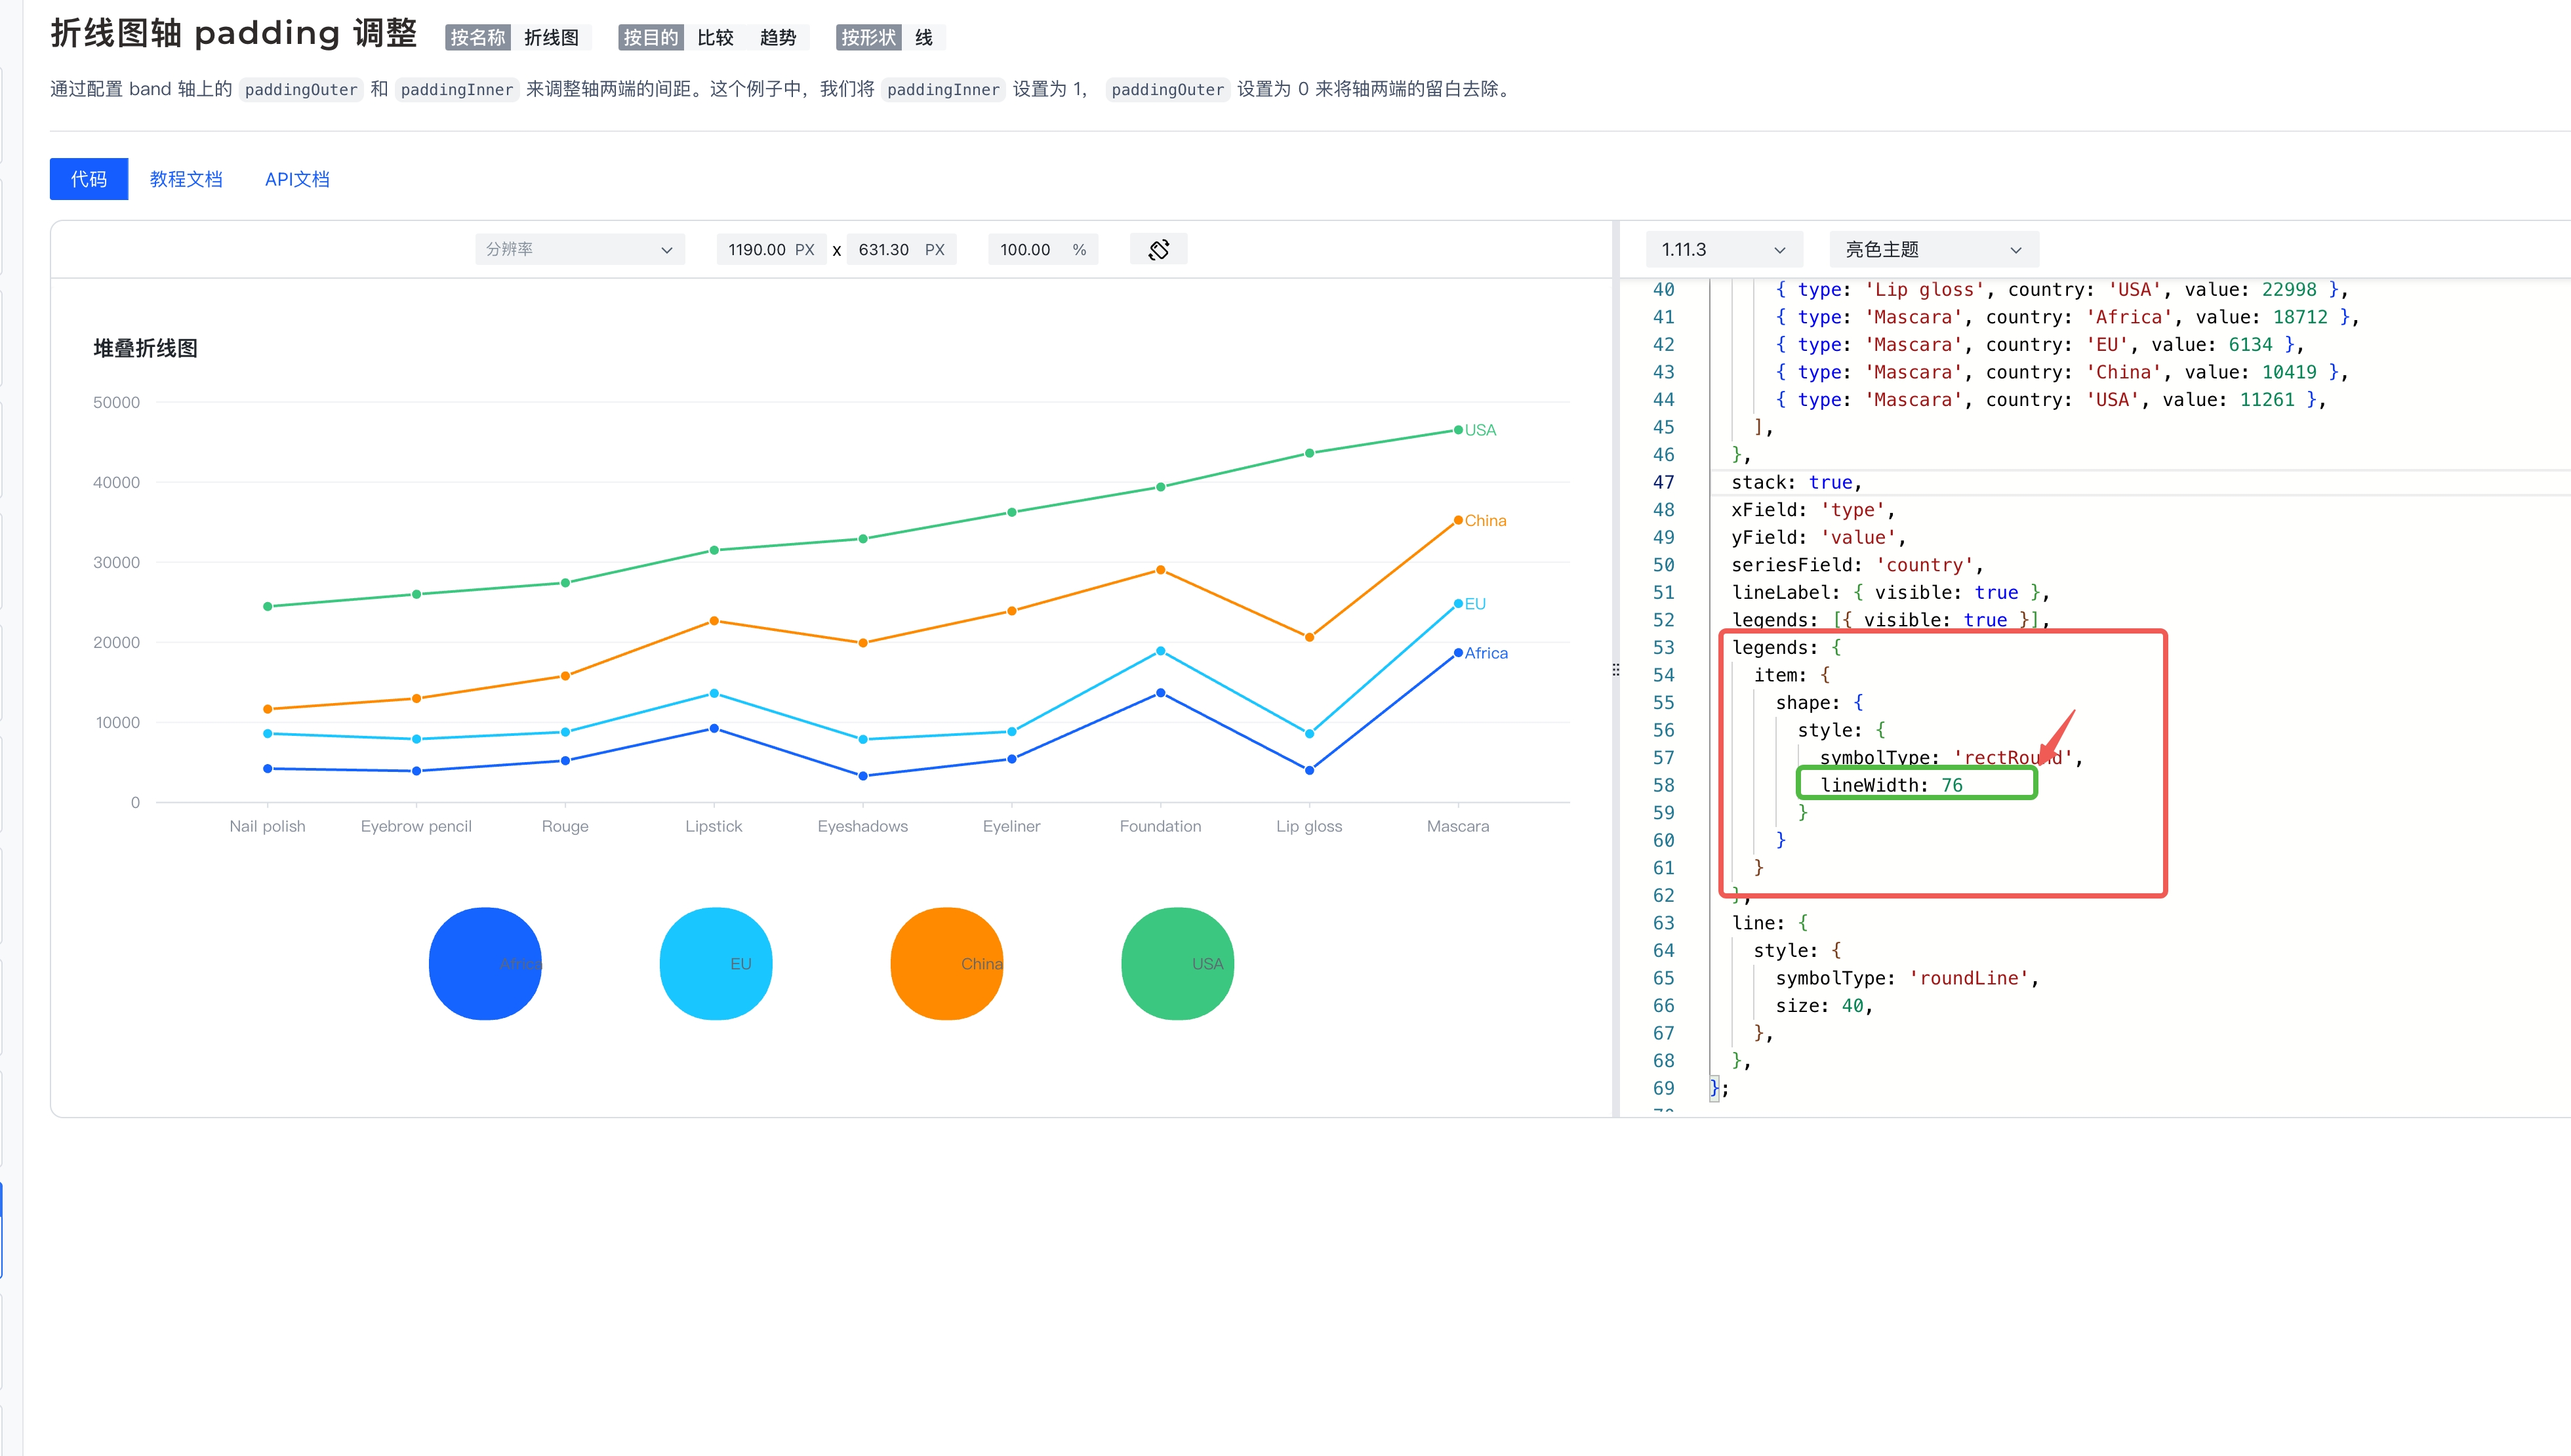 折线图轴 padding 调整 按名称 折线图 按目的 比较 趋势 按形状 线
通过配置 band 轴上的 paddingOuter 和 paddingInner 来调整轴两端的间距。这个例子中，我们将 paddingInner 设置为 1， paddingOuter 设置为 0 来将轴两端的留白去除。
代码 教程文档 API文档
分辨率 1190.00 PX x 631.30 PX 100.00 %
堆叠折线图
50000
40000
30000
20000
10000
0
USA
China
EU
Africa
Nail polish Eyebrow pencil Rouge Lipstick Eyeshadows Eyeliner Foundation Lip gloss Mascara
Africa EU China USA
1.11.3 亮色主题
40 { type: 'Lip gloss', country: 'USA', value: 22998 },
41 { type: 'Mascara', country: 'Africa', value: 18712 },
42 { type: 'Mascara', country: 'EU', value: 6134 },
43 { type: 'Mascara', country: 'China', value: 10419 },
44 { type: 'Mascara', country: 'USA', value: 11261 },
45 ],
46 },
47 stack: true,
48 xField: 'type',
49 yField: 'value',
50 seriesField: 'country',
51 lineLabel: { visible: true },
52 legends: [{ visible: true }],
53 legends: {
54 item: {
55 shape: {
56 style: {
57 symbolType: 'rectRound',
58 lineWidth: 76
59 }
60 }
61 }
62 },
63 line: {
64 style: {
65 symbolType: 'roundLine',
66 size: 40,
67 },
68 },
69 };